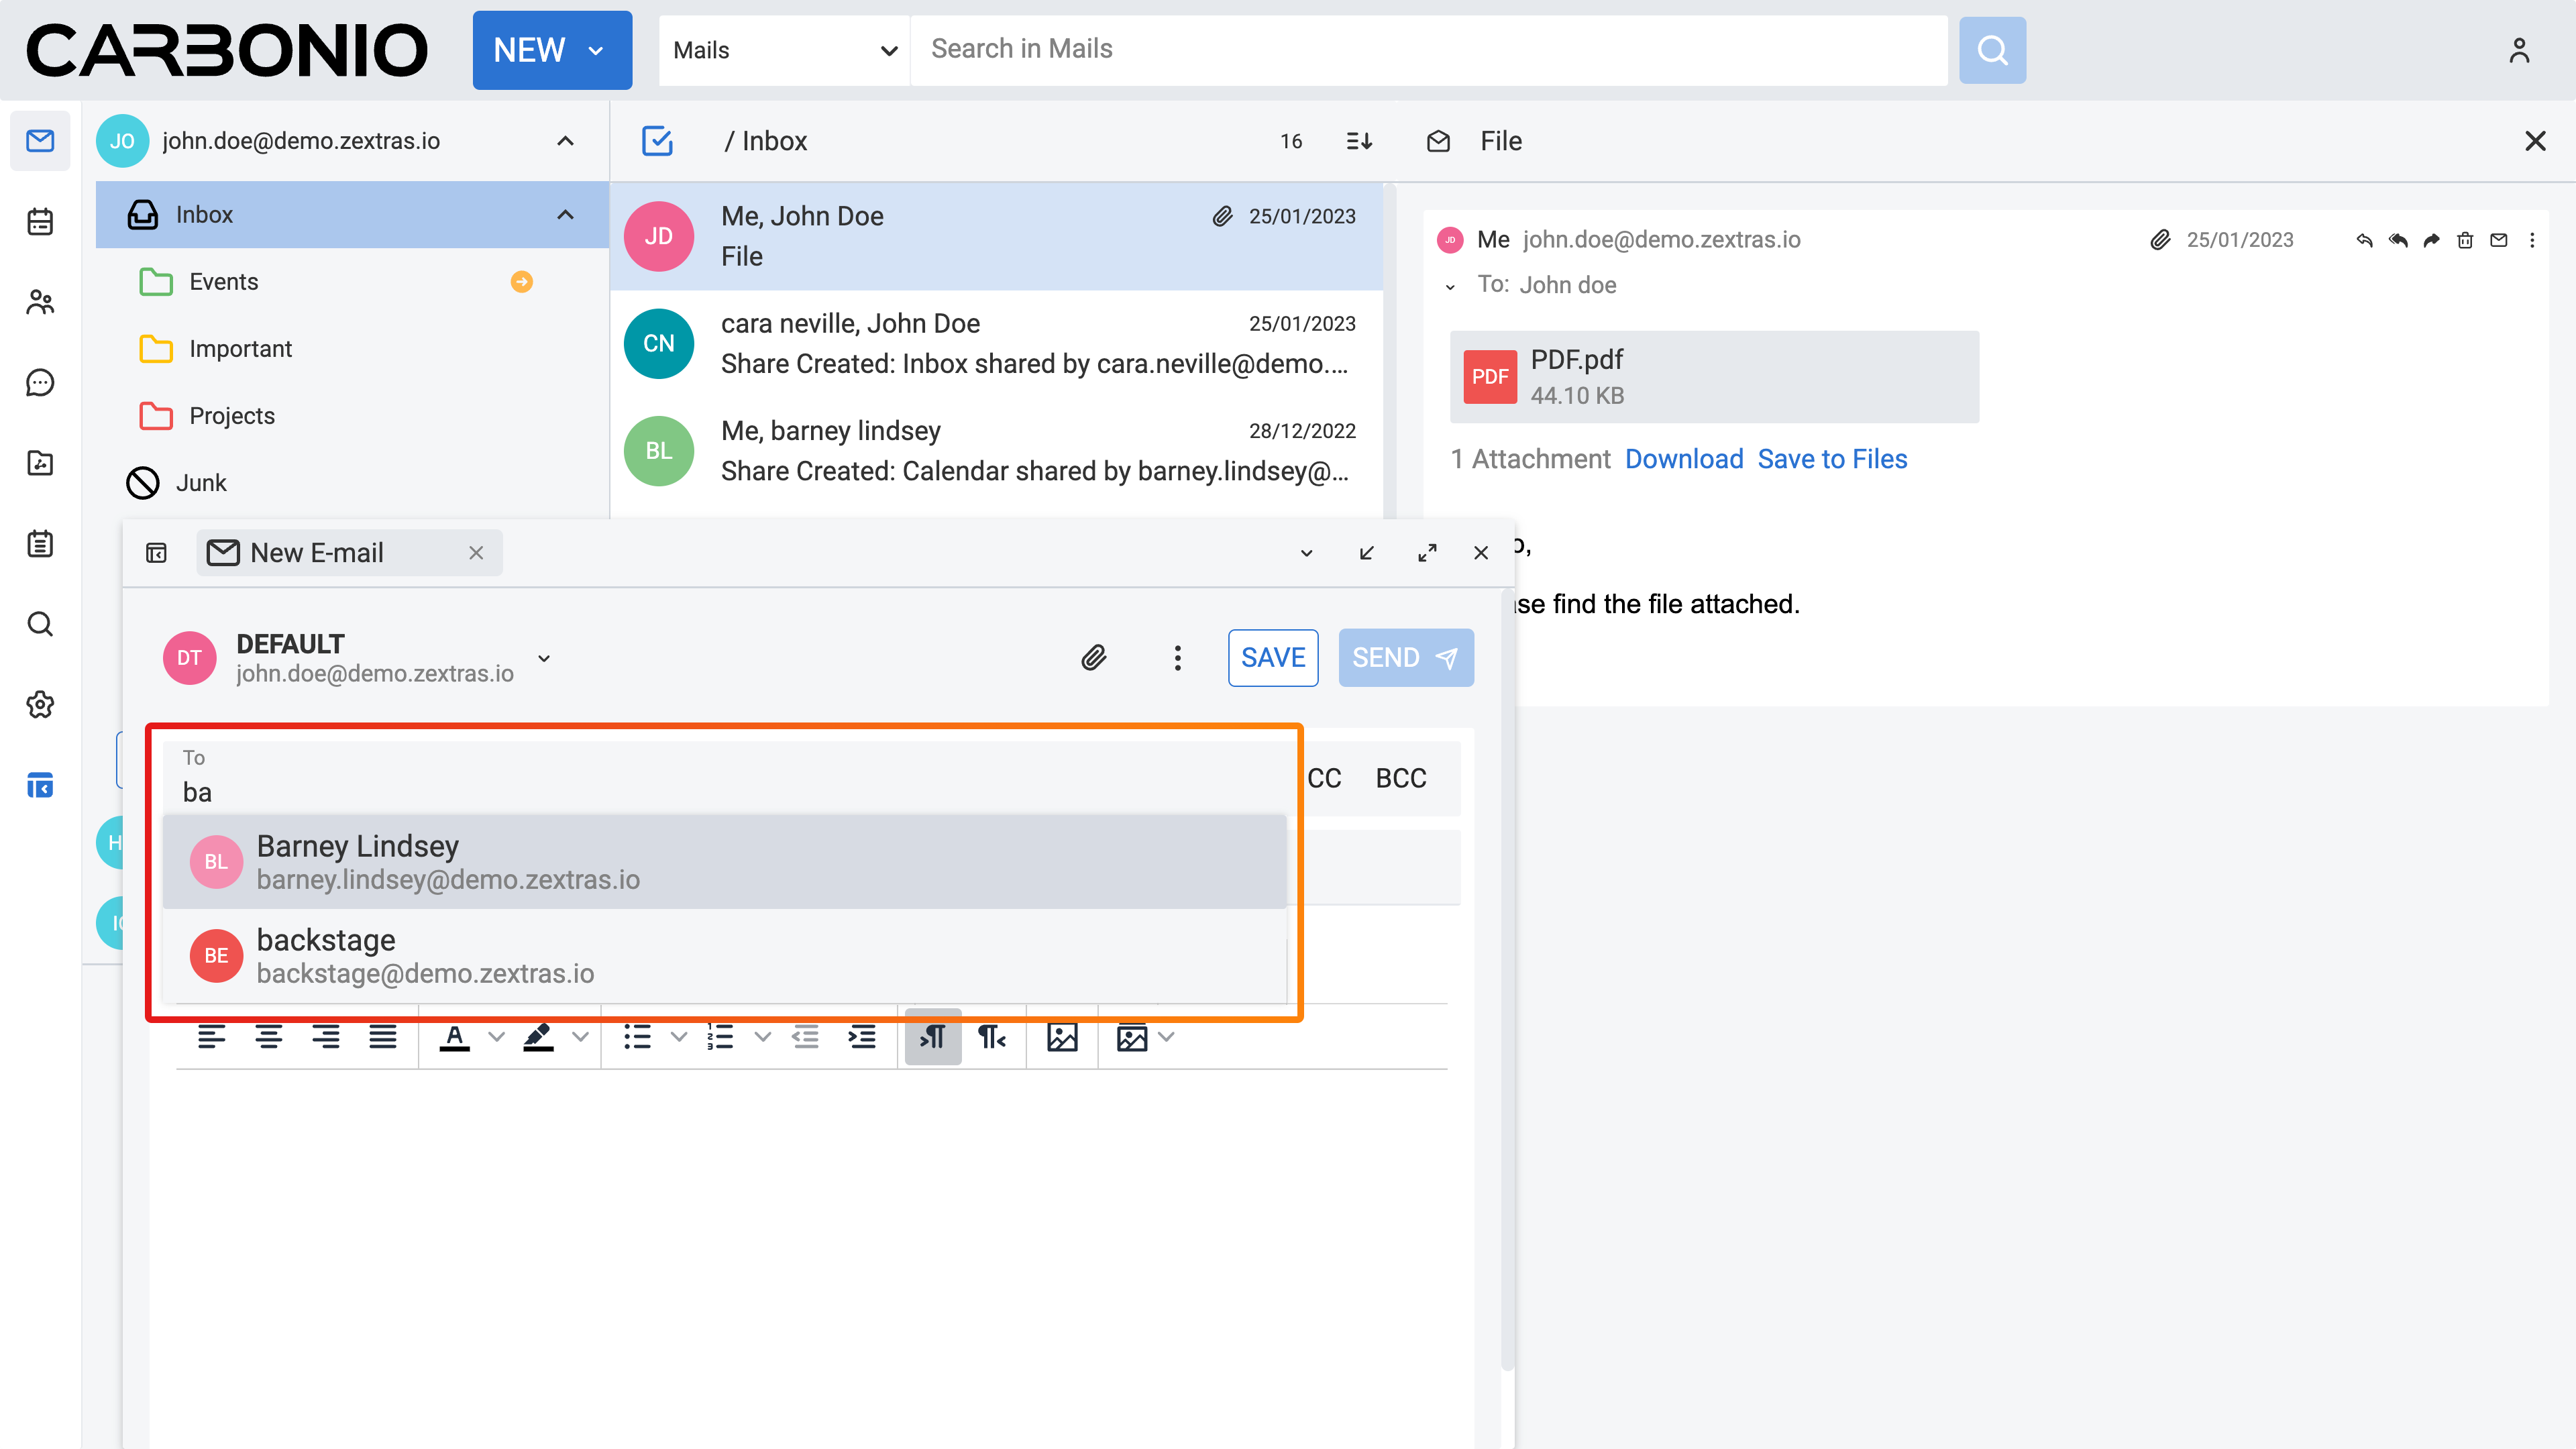 CARBONIO
NEW
Mails
Search in Mails
JO
john.doe@demo.zextras.io
Inbox
Events
Important
Projects
Junk
/ Inbox
16
JD
Me, John Doe
25/01/2023
File
CN
cara neville, John Doe
25/01/2023
Share Created: Inbox shared by cara.neville@demo....
BL
Me, barney lindsey
28/12/2022
Share Created: Calendar shared by barney.lindsey@...
File
JD
Me john.doe@demo.zextras.io
25/01/2023
To: John doe
PDF
PDF.pdf
44.10 KB
1 Attachment Download Save to Files
o,
se find the file attached.
New E-mail
DT
DEFAULT
john.doe@demo.zextras.io
SAVE
SEND
To
ba
CC
BCC
BL
Barney Lindsey
barney.lindsey@demo.zextras.io
BE
backstage
backstage@demo.zextras.io
H
A